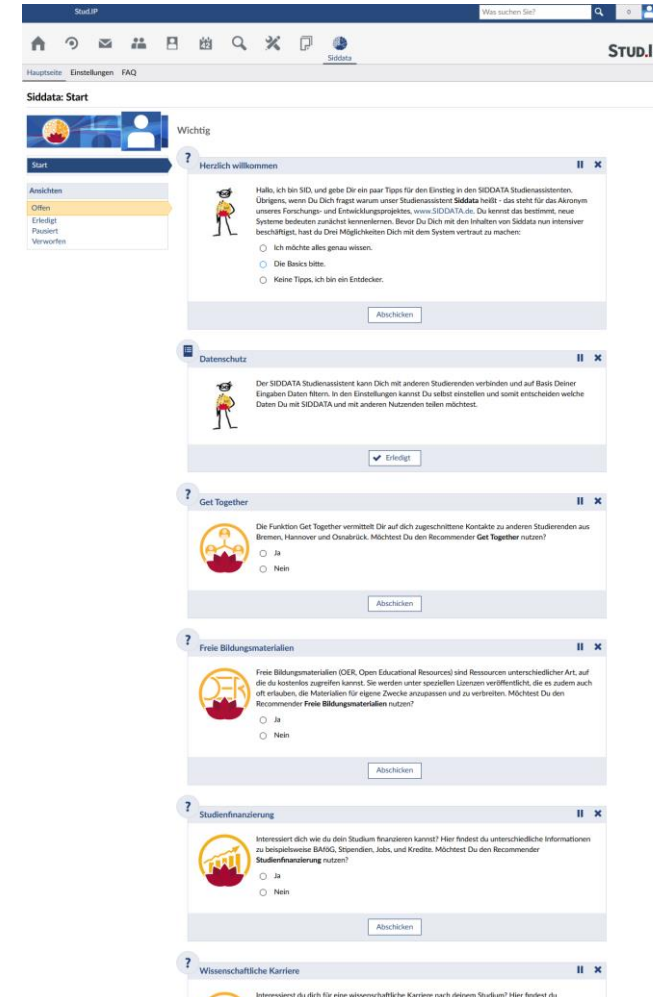 Stud.IP
Was suchen Sie?
0
Siddata
STUD.I
Hauptseite Einstellungen FAQ
Siddata: Start
Wichtig
Start
Ansichten
Offen
Erledigt
Pausiert
Verworfen
?
Herzlich willkommen
Hallo, ich bin SID, und gebe Dir ein paar Tipps für den Einstieg in den SIDDATA Studienassistenten.
Übrigens, wenn Du Dich fragst warum unser Studienassistent Siddata heißt - das steht für das Akronym
unseres Forschungs- und Entwicklungsprojektes, www.SIDDATA.de. Du kennst das bestimmt, neue
Systeme bedeuten zunächst kennenlernen. Bevor Du Dich mit den Inhalten von Siddata nun intensiver
beschäftigst, hast du Drei Möglichkeiten Dich mit dem System vertraut zu machen:
Ich möchte alles genau wissen.
Die Basics bitte.
Keine Tipps, ich bin ein Entdecker.
Abschicken
Datenschutz
Der SIDDATA Studienassistent kann Dich mit anderen Studierenden verbinden und auf Basis Deiner
Eingaben Daten filtern. In den Einstellungen kannst Du selbst einstellen und somit entscheiden welche
Daten Du mit SIDDATA und mit anderen Nutzenden teilen möchtest.
Erledigt
?
Get Together
Die Funktion Get Together vermittelt Dir auf dich zugeschnittene Kontakte zu anderen Studierenden aus
Bremen, Hannover und Osnabrück. Möchtest Du den Recommender Get Together nutzen?
Ja
Nein
Abschicken
?
Freie Bildungsmaterialien
OER
Freie Bildungsmaterialien (OER, Open Educational Resources) sind Ressourcen unterschiedlicher Art, auf
die du kostenlos zugreifen kannst. Sie werden unter speziellen Lizenzen veröffentlicht, die es zudem auch
oft erlauben, die Materialien für eigene Zwecke anzupassen und zu verbreiten. Möchtest Du den
Recommender Freie Bildungsmaterialien nutzen?
Ja
Nein
Abschicken
?
Studienfinanzierung
Interessiert dich wie du dein Studium finanzieren kannst? Hier findest du unterschiedliche Informationen
zu beispielsweise BAföG, Stipendien, Jobs, und Kredite. Möchtest Du den Recommender
Studienfinanzierung nutzen?
Ja
Nein
Abschicken
?
Wissenschaftliche Karriere
Interessierst du dich für eine wissenschaftliche Karriere nach deinem Studium? Hier findest du